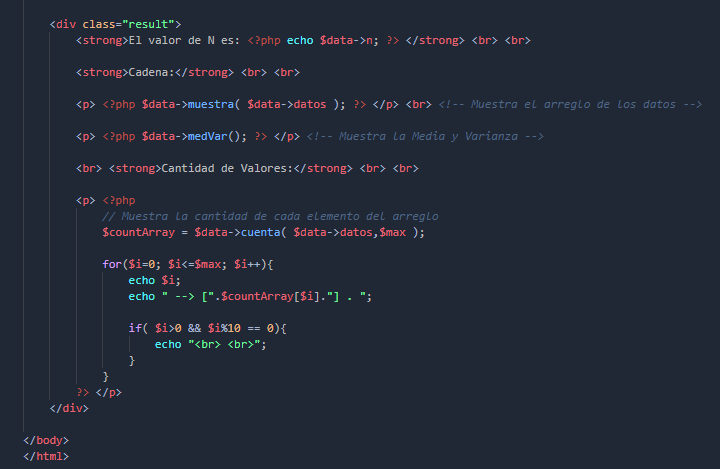 <div class="result">
<strong>El valor de N es: <?php echo $data->n; ?> </strong> <br> <br>
<strong>Cadena:</strong> <br> <br>
<p> <?php $data->muestra( $data->datos ); ?> </p> <br> <!-- Muestra el arreglo de los datos -->
<p> <?php $data->medVar(); ?> </p> <!-- Muestra la Media y Varianza -->
<br> <strong>Cantidad de Valores:</strong> <br> <br>
<p> <?php
// Muestra la cantidad de cada elemento del arreglo
$countArray = $data->cuenta( $data->datos,$max );
for($i=0; $i<=$max; $i++){
echo $i;
echo " --> [".$countArray[$i]."] . ";
if( $i>0 && $i%10 == 0){
echo "<br> <br>";
}
}
?> </p>
</div>
</body>
</html>